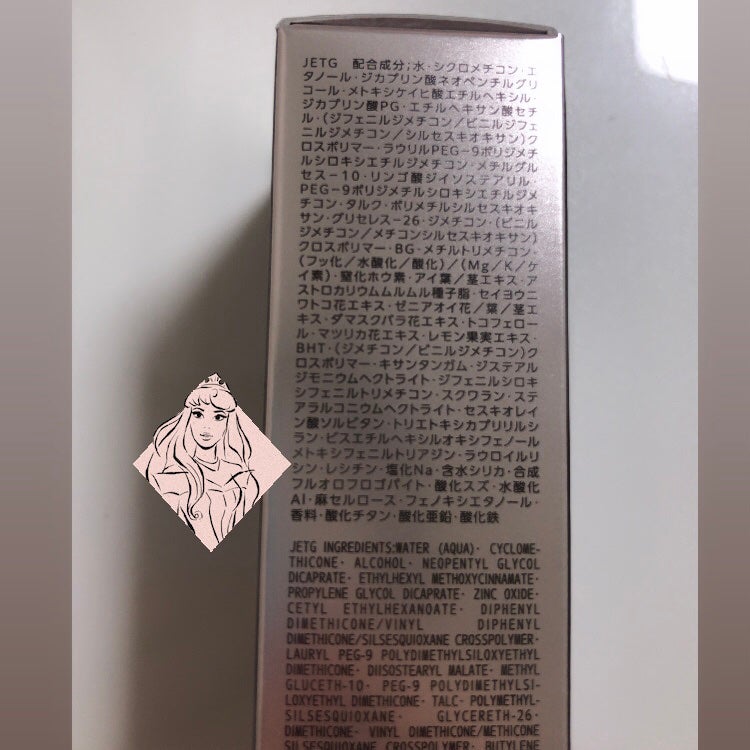 JETG 配合成分;水・シクロメチコン・エ
タノール・ジカプリン酸ネオペンチルグリ
コール・メトキシケイヒ酸エチルヘキシル・
ジカプリン酸PG・エチルヘキサン酸セチ
ル・(ジフェニルジメチコン/ビニルジフェ
ニルジメチコン/シルセスキオキサン)ク
ロスポリマー・ラウリルPEG-9ポリジメチ
ルシロキシエチルジメチコン・メチルグル
セス-10・リンゴ酸ジイソステアリル・
PEG-9ポリジメチルシロキシエチルジメ
チコン・タルク・ポリメチルシルセスキオキ
サン・グリセレス-26・ジメチコン・(ビニル
ジメチコン/メチコンシルセスキオキサン)
クロスポリマー・BG・メチルトリメチコン・
(フッ化/水酸化/酸化)/(Mg/K/ケ
イ素)・窒化ホウ素・アイ葉/茎エキス・ア
ストロカリウムムルムル種子脂・セイヨウニ
ワトコ花エキス・ゼニアオイ花/葉/茎エ
キス・ダマスクバラ花エキス・トコフェロー
ル・マツリカ花エキス・レモン果実エキス・
BHT・(ジメチコン/ビニルジメチコン)ク
ロスポリマー・キサンタンガム・ジステアル
ジモニウムヘクトライト・ジフェニルシロキ
シフェニルトリメチコン・スクワラン・ステ
アラルコニウムヘクトライト・セスキオレイ
ン酸ソルビタン・トリエトキシカプリリルシ
ラン・ビスエチルヘキシルオキシフェノール
メトキシフェニルトリアジン・ラウロイルリ
シン・レシチン・塩化Na・含水シリカ・合成
フルオロフロゴパイト・酸化スズ・水酸化
Al・麻セルロース・フェノキシエタノール・
香料・酸化チタン・酸化亜鉛・酸化鉄
JETG INGREDIENTS:WATER (AQUA)・ CYCLOME-
THICONE・ ALCOHOL・ NEOPENTYL GLYCOL
DICAPRATE・ ETHYLHEXYL METHOXYCINNAMATE・
PROPYLENE GLYCOL DICAPRATE・ ZINC OXIDE・
CETYL ETHYLHEXANOATE・ DIPHENYL
DIMETHICONE/VINYL DIPHENYL
DIMETHICONE/SILSESQUIOXANE CROSSPOLYMER・
LAURYL PEG-9 POLYDIMETHYLSILOXYETHYL
DIMETHICONE・ DIISOSTEARYL MALATE・ METHYL
GLUCETH-10・ PEG-9 POLYDIMETHYLSI-
LOXYETHYL DIMETHICONE・ TALC・ POLYMETHYL-
SILSESQUIOXANE・ GLYCERETH-26・
DIMETHICONE・ VINYL DIMETHICONE/METHICONE
SILSESQUIOXANE CROSSPOLYMER・ BUTYLENE